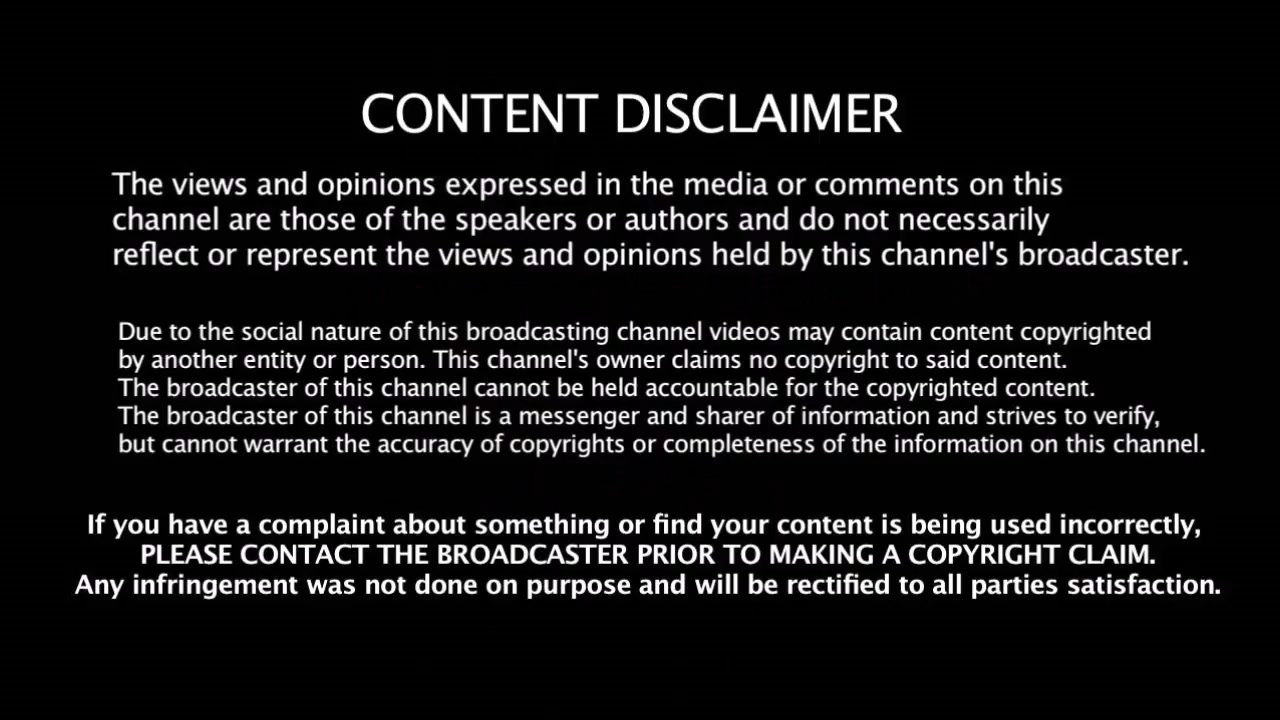 CONTENT DISCLAIMER
The views and opinions expressed in the media or comments on this
channel are those of the speakers or authors and do not necessarily
reflect or represent the views and opinions held by this channel's broadcaster.
Due to the social nature of this broadcasting channel videos may contain content copyrighted
by another entity or person. This channel's owner claims no copyright to said content.
The broadcaster of this channel cannot be held accountable for the copyrighted content.
The broadcaster of this channel is a messenger and sharer of information and strives to verify,
but cannot warrant the accuracy of copyrights or completeness of the information on this channel.
If you have a complaint about something or find your content is being used incorrectly,
PLEASE CONTACT THE BROADCASTER PRIOR TO MAKING A COPYRIGHT CLAIM.
Any infringement was not done on purpose and will be rectified to all parties satisfaction.